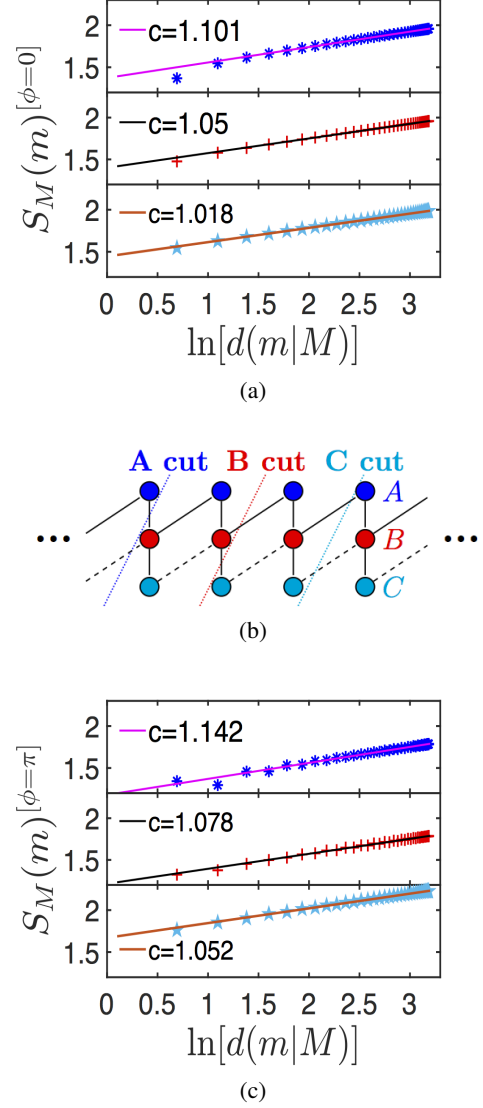 2
1.5
c=1.101
2
1.5
c=1.05
2
1.5
c=1.018
S_M(m)^{[ϕ=0]}
0 0.5 1 1.5 2 2.5 3
ln[d(m|M)]
(a)
A cut B cut C cut
A
... B ...
C
(b)
2
1.5
c=1.142
2
1.5
c=1.078
2
1.5
c=1.052
S_M(m)^{[ϕ=π]}
0 0.5 1 1.5 2 2.5 3
ln[d(m|M)]
(c)